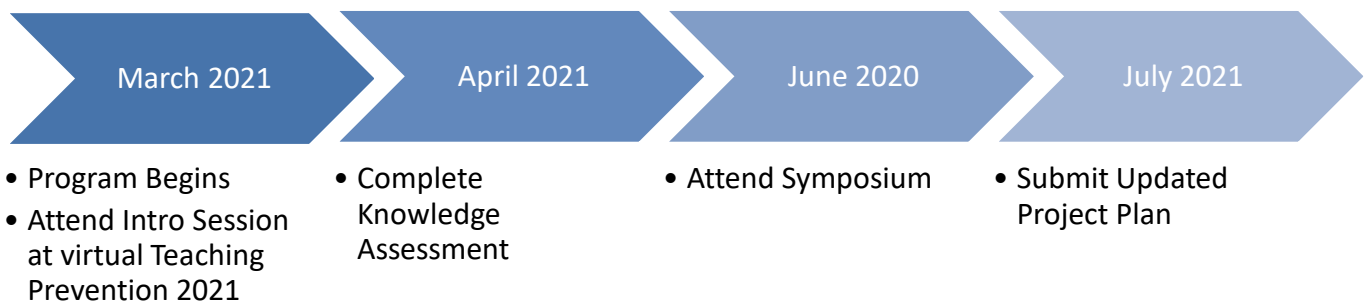 March 2021
April 2021
June 2020
July 2021
• Program Begins
• Attend Intro Session
at virtual Teaching
Prevention 2021
• Complete
Knowledge
Assessment
• Attend Symposium
• Submit Updated
Project Plan